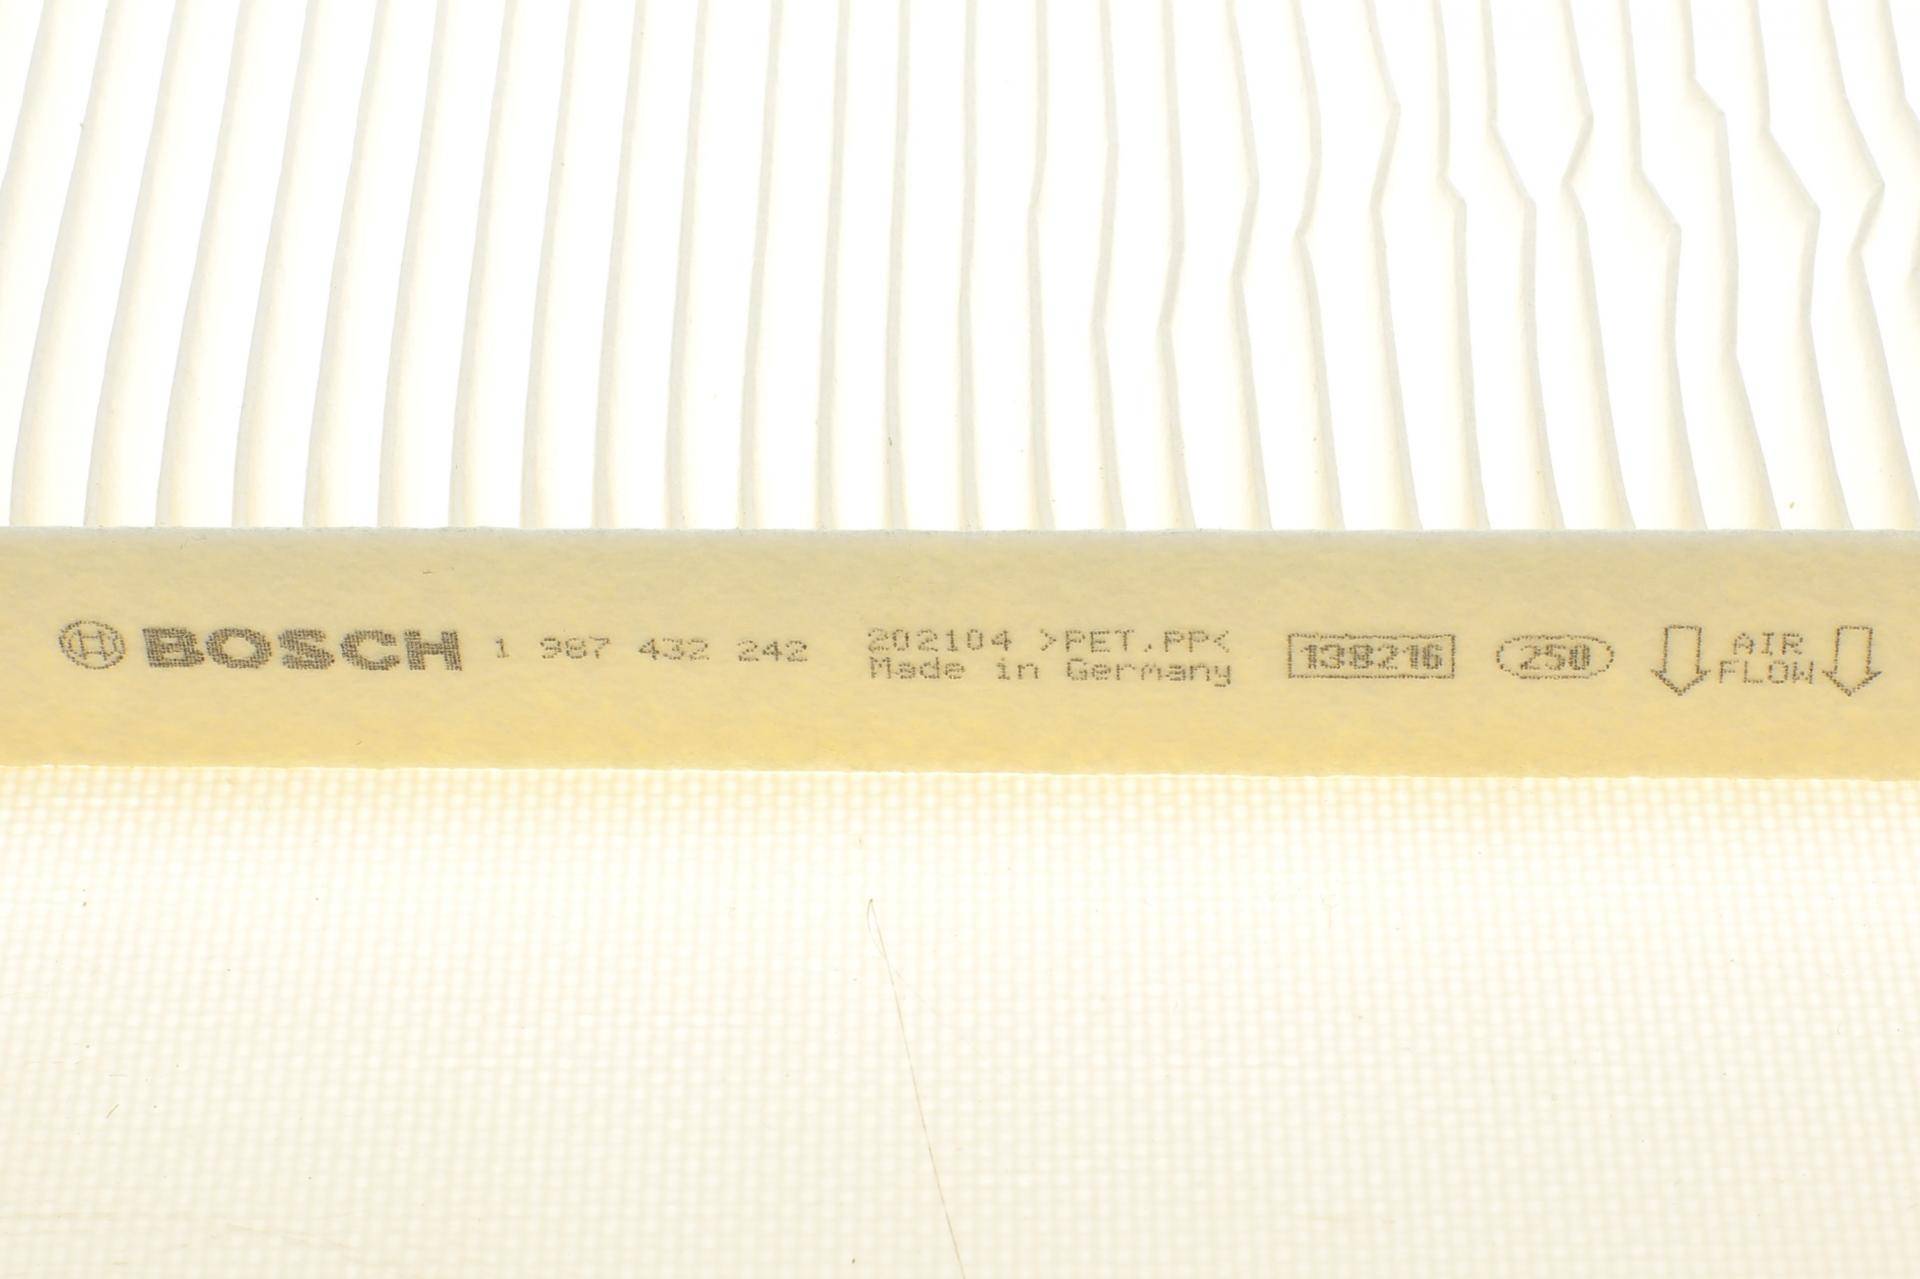 BOSCH 1 987 432 242
202104 >PET,PP<
Made in Germany
138216
250
AIR
FLOW